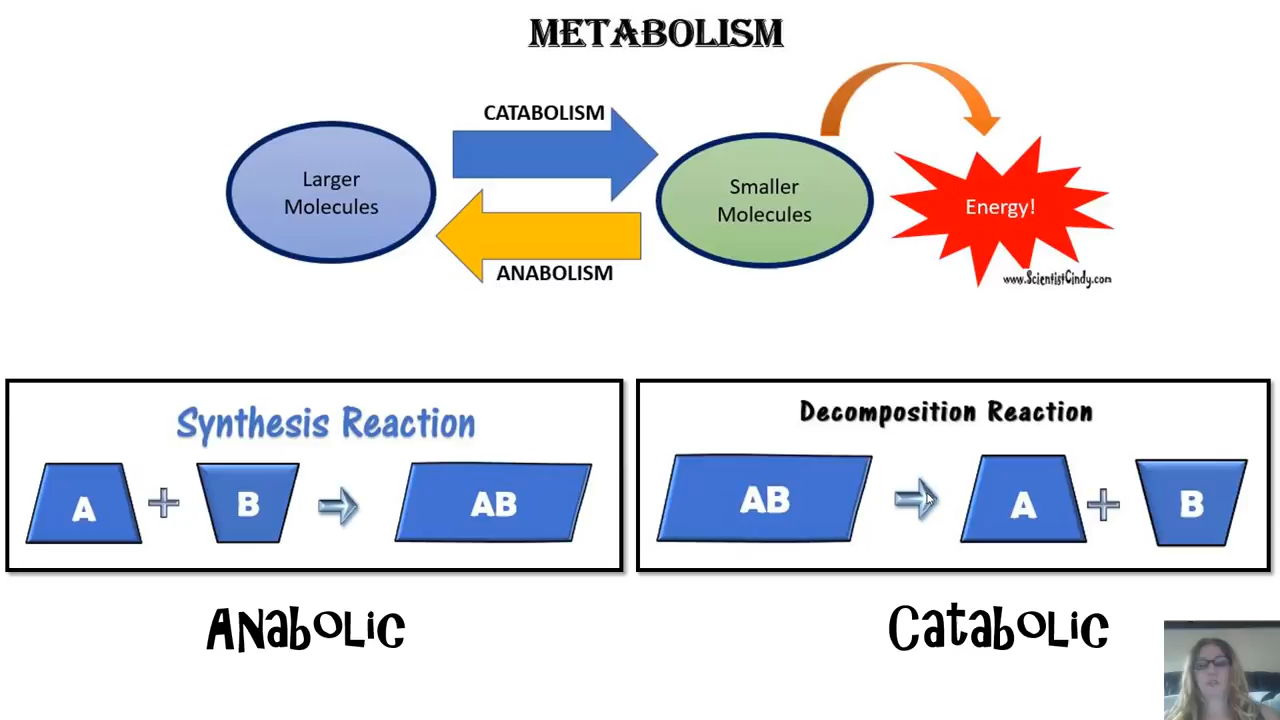 METABOLISM
CATABOLISM
Larger
Molecules
Smaller
Molecules
Energy!
ANABOLISM
www.ScientistCindy.com
Synthesis Reaction
A + B AB
Decomposition Reaction
AB A + B
Anabolic
Catabolic